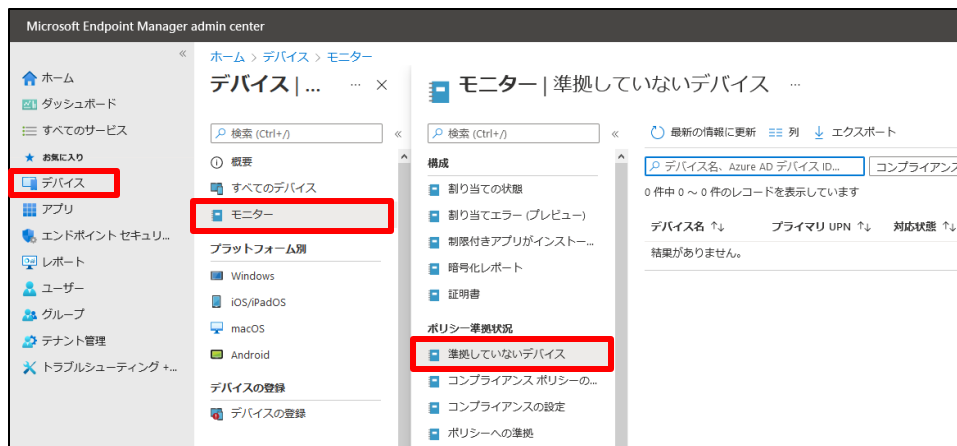 Microsoft Endpoint Manager admin center
«
ホーム
ダッシュボード
すべてのサービス
お気に入り
デバイス
アプリ
エンドポイント セキュリ...
レポート
ユーザー
グループ
テナント管理
トラブルシューティング +...
ホーム > デバイス > モニター
デバイス | ... ... ×
検索 (Ctrl+/) «
概要
すべてのデバイス
モニター
プラットフォーム別
Windows
iOS/iPadOS
macOS
Android
デバイスの登録
デバイスの登録
モニター | 準拠していないデバイス ...
検索 (Ctrl+/) «
構成
割り当ての状態
割り当てエラー (プレビュー)
制限付きアプリがインストー...
暗号化レポート
証明書
ポリシー準拠状況
準拠していないデバイス
コンプライアンス ポリシーの...
コンプライアンスの設定
ポリシーへの準拠
最新の情報に更新 列 エクスポート
デバイス名、Azure AD デバイス ID... コンプライアンス
0 件中 0 ～ 0 件のレコードを表示しています
デバイス名 ↑↓ プライマリ UPN ↑↓ 対応状態 ↑↓
結果がありません。